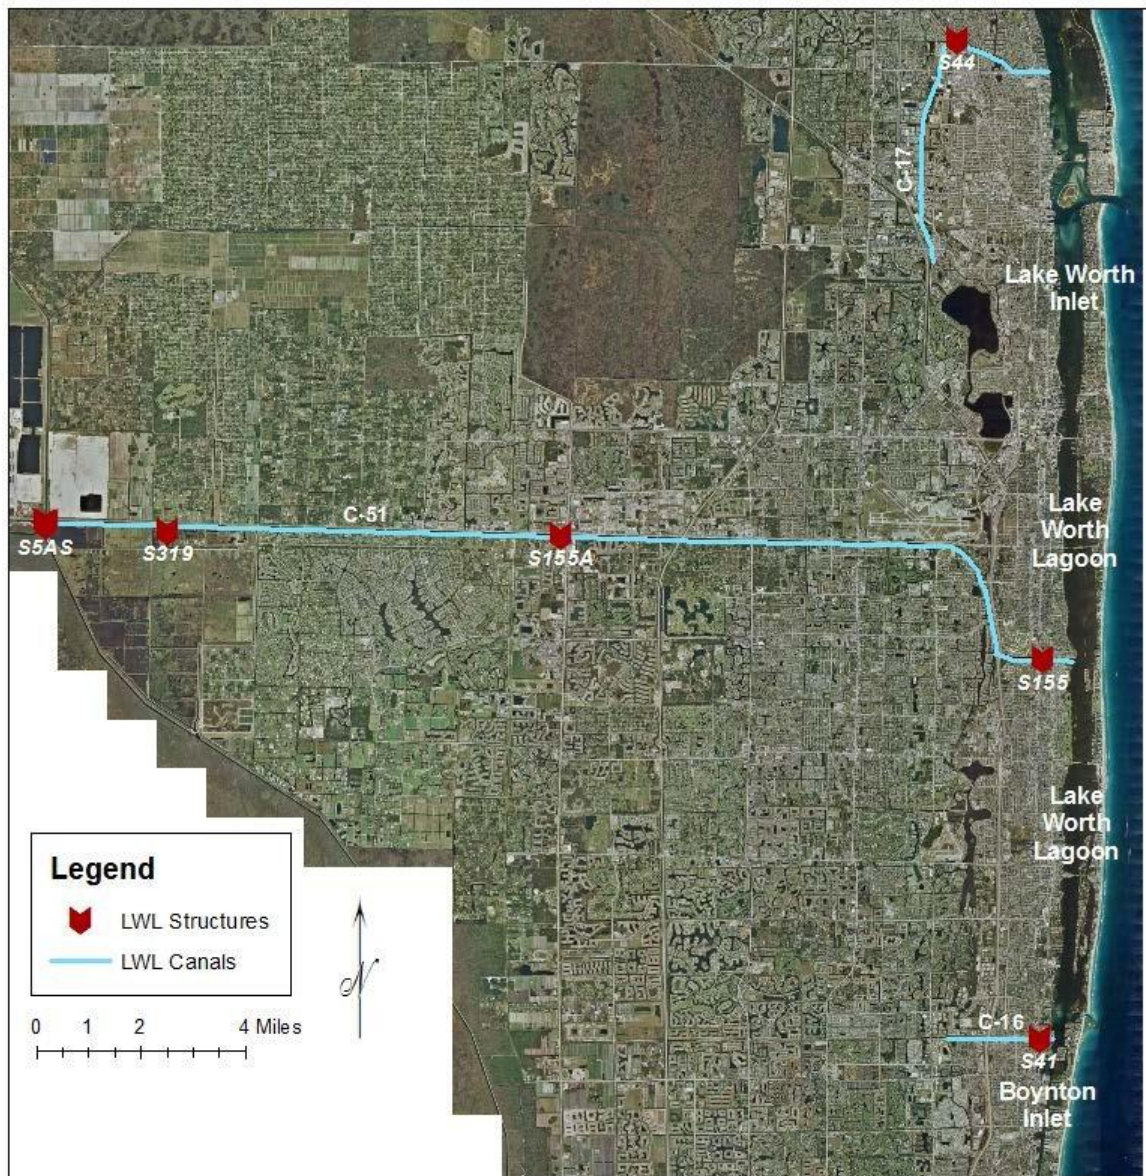 S44
C-17
Lake Worth
Inlet
C-51
S5AS
S319
S155A
Lake
Worth
Lagoon
S155
Lake
Worth
Lagoon
Legend
LWL Structures
LWL Canals
N
0 1 2 4 Miles
C-16
S41
Boynton
Inlet